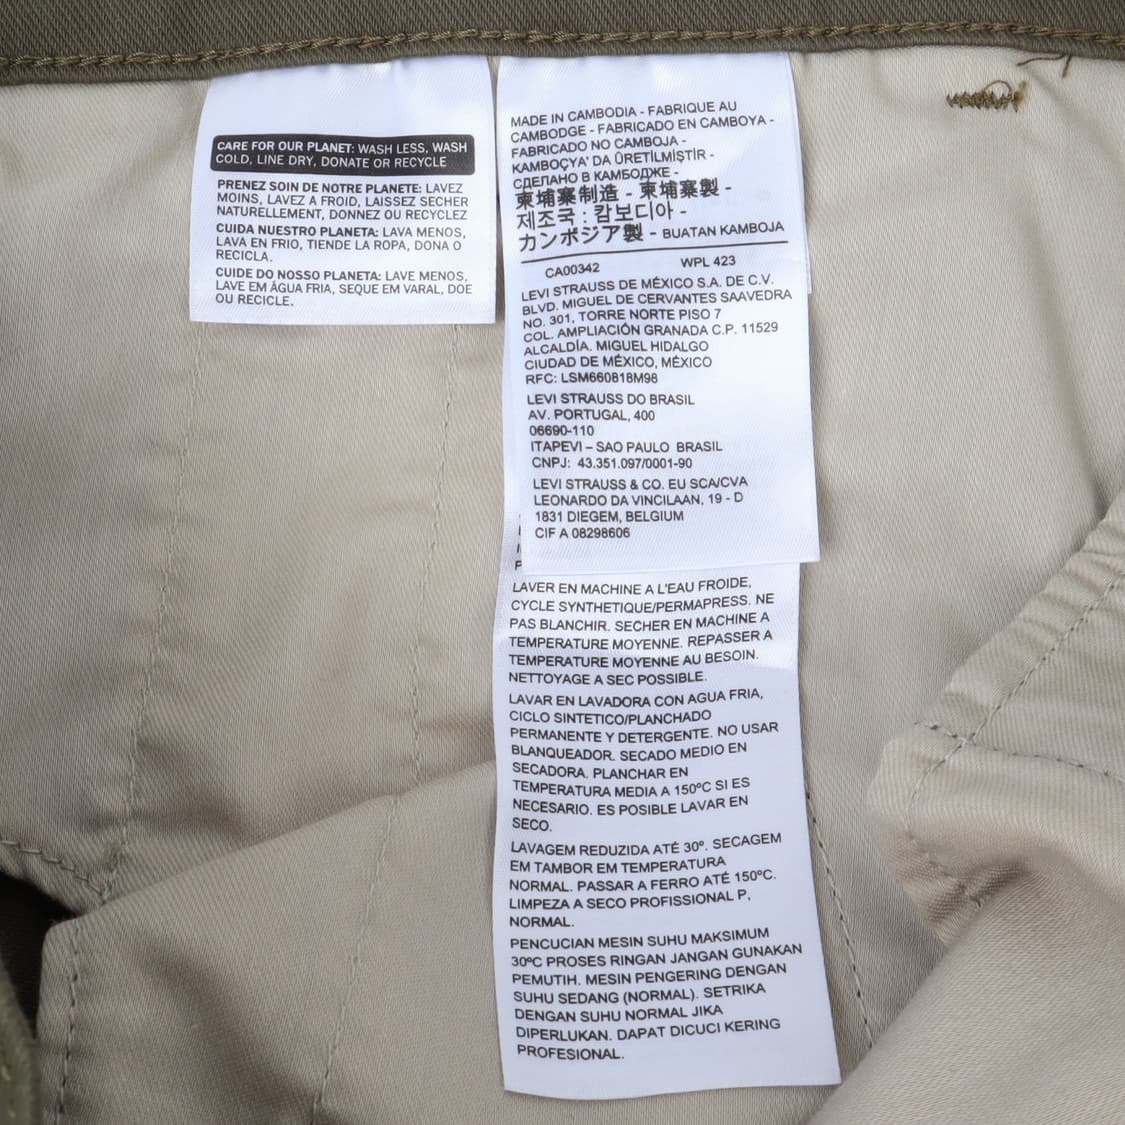 CARE FOR OUR PLANET: WASH LESS, WASH
COLD, LINE DRY, DONATE OR RECYCLE
PRENEZ SOIN DE NOTRE PLANETE: LAVEZ
MOINS, LAVEZ A FROID, LAISSEZ SECHER
NATURELLEMENT, DONNEZ OU RECYCLEZ
CUIDA NUESTRO PLANETA: LAVA MENOS,
LAVA EN FRIO, TIENDE LA ROPA, DONA O
RECICLA.
CUIDE DO NOSSO PLANETA: LAVE MENOS,
LAVE EM ÁGUA FRIA, SEQUE EM VARAL, DOE
OU RECICLE.
MADE IN CAMBODIA - FABRIQUE AU
CAMBODGE - FABRICADO EN CAMBOYA -
FABRICADO NO CAMBOJA -
KAMBOÇYA' DA ÜRETİLMİŞTİR -
СДЕЛАНО В КАМБОДЖЕ -
柬埔寨制造 - 柬埔寨製 -
제조국 : 캄보디아 -
カンボジア製 - BUATAN KAMBOJA
CA00342 WPL 423
LEVI STRAUSS DE MÉXICO S.A. DE C.V.
BLVD. MIGUEL DE CERVANTES SAAVEDRA
NO. 301, TORRE NORTE PISO 7
COL. AMPLIACIÓN GRANADA C.P. 11529
ALCALDÍA. MIGUEL HIDALGO
CIUDAD DE MÉXICO, MÉXICO
RFC: LSM660818M98
LEVI STRAUSS DO BRASIL
AV. PORTUGAL, 400
06690-110
ITAPEVI – SAO PAULO BRASIL
CNPJ: 43.351.097/0001-90
LEVI STRAUSS & CO. EU SCA/CVA
LEONARDO DA VINCILAAN, 19 - D
1831 DIEGEM, BELGIUM
CIF A 08298606
LAVER EN MACHINE A L'EAU FROIDE,
CYCLE SYNTHETIQUE/PERMAPRESS. NE
PAS BLANCHIR. SECHER EN MACHINE A
TEMPERATURE MOYENNE. REPASSER A
TEMPERATURE MOYENNE AU BESOIN.
NETTOYAGE A SEC POSSIBLE.
LAVAR EN LAVADORA CON AGUA FRIA,
CICLO SINTETICO/PLANCHADO
PERMANENTE Y DETERGENTE. NO USAR
BLANQUEADOR. SECADO MEDIO EN
SECADORA. PLANCHAR EN
TEMPERATURA MEDIA A 150ºC SI ES
NECESARIO. ES POSIBLE LAVAR EN
SECO.
LAVAGEM REDUZIDA ATÉ 30º. SECAGEM
EM TAMBOR EM TEMPERATURA
NORMAL. PASSAR A FERRO ATÉ 150ºC.
LIMPEZA A SECO PROFISSIONAL P,
NORMAL.
PENCUCIAN MESIN SUHU MAKSIMUM
30ºC PROSES RINGAN JANGAN GUNAKAN
PEMUTIH. MESIN PENGERING DENGAN
SUHU SEDANG (NORMAL). SETRIKA
DENGAN SUHU NORMAL JIKA
DIPERLUKAN. DAPAT DICUCI KERING
PROFESIONAL.